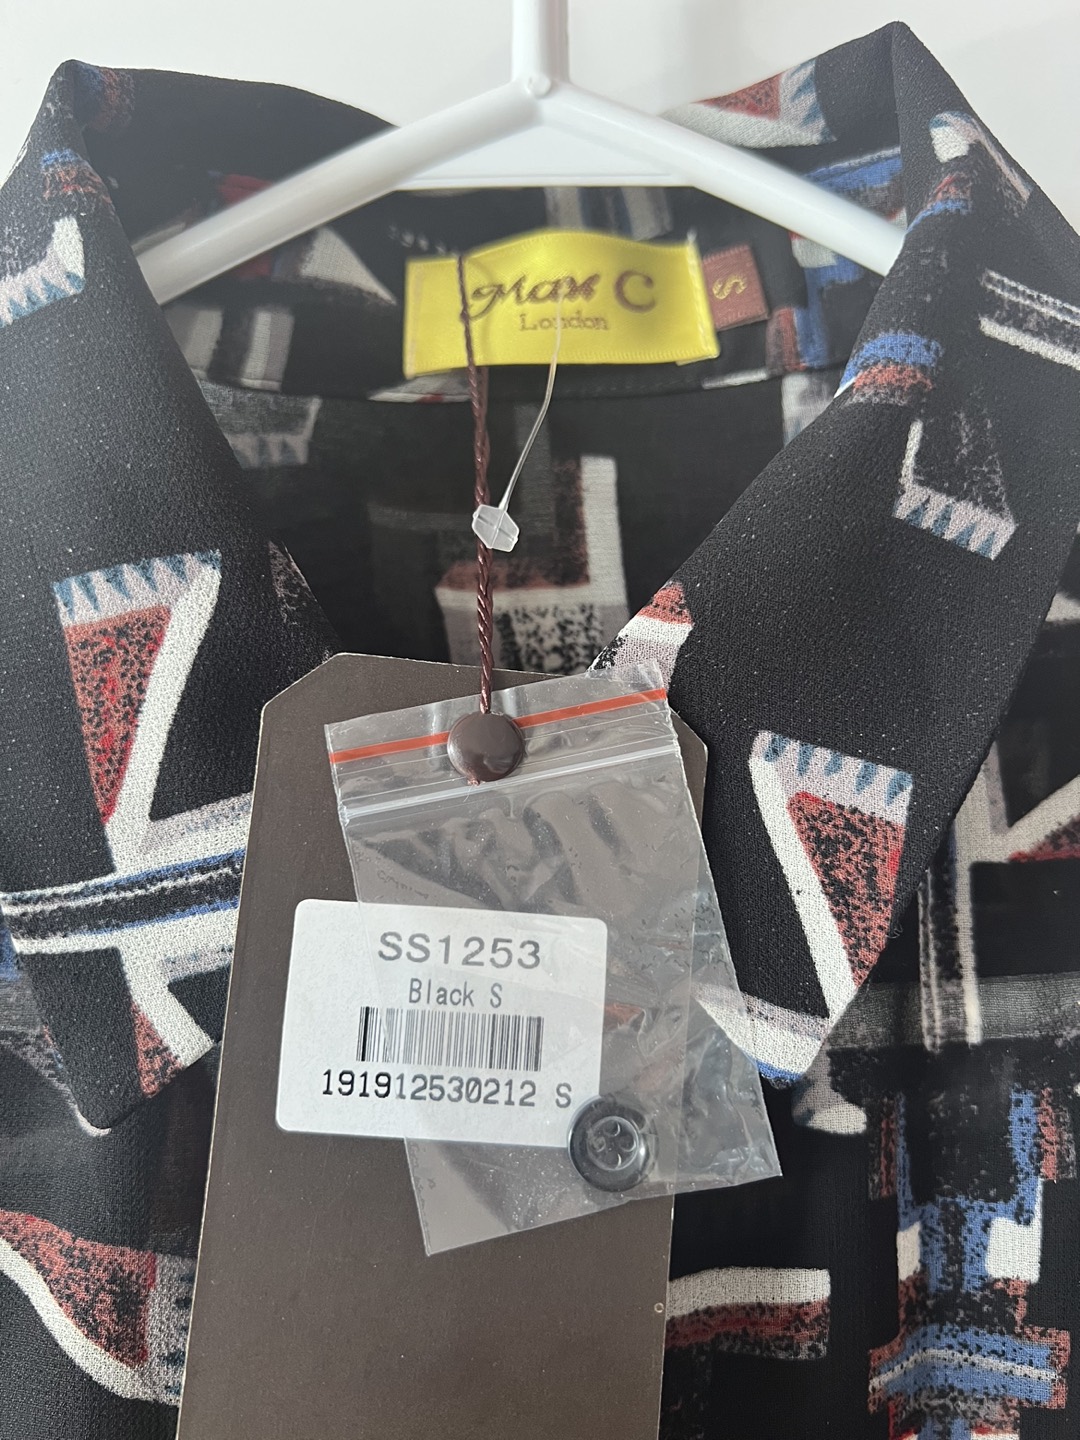 Max C
London
S
SS1253
Black S
191912530212 S